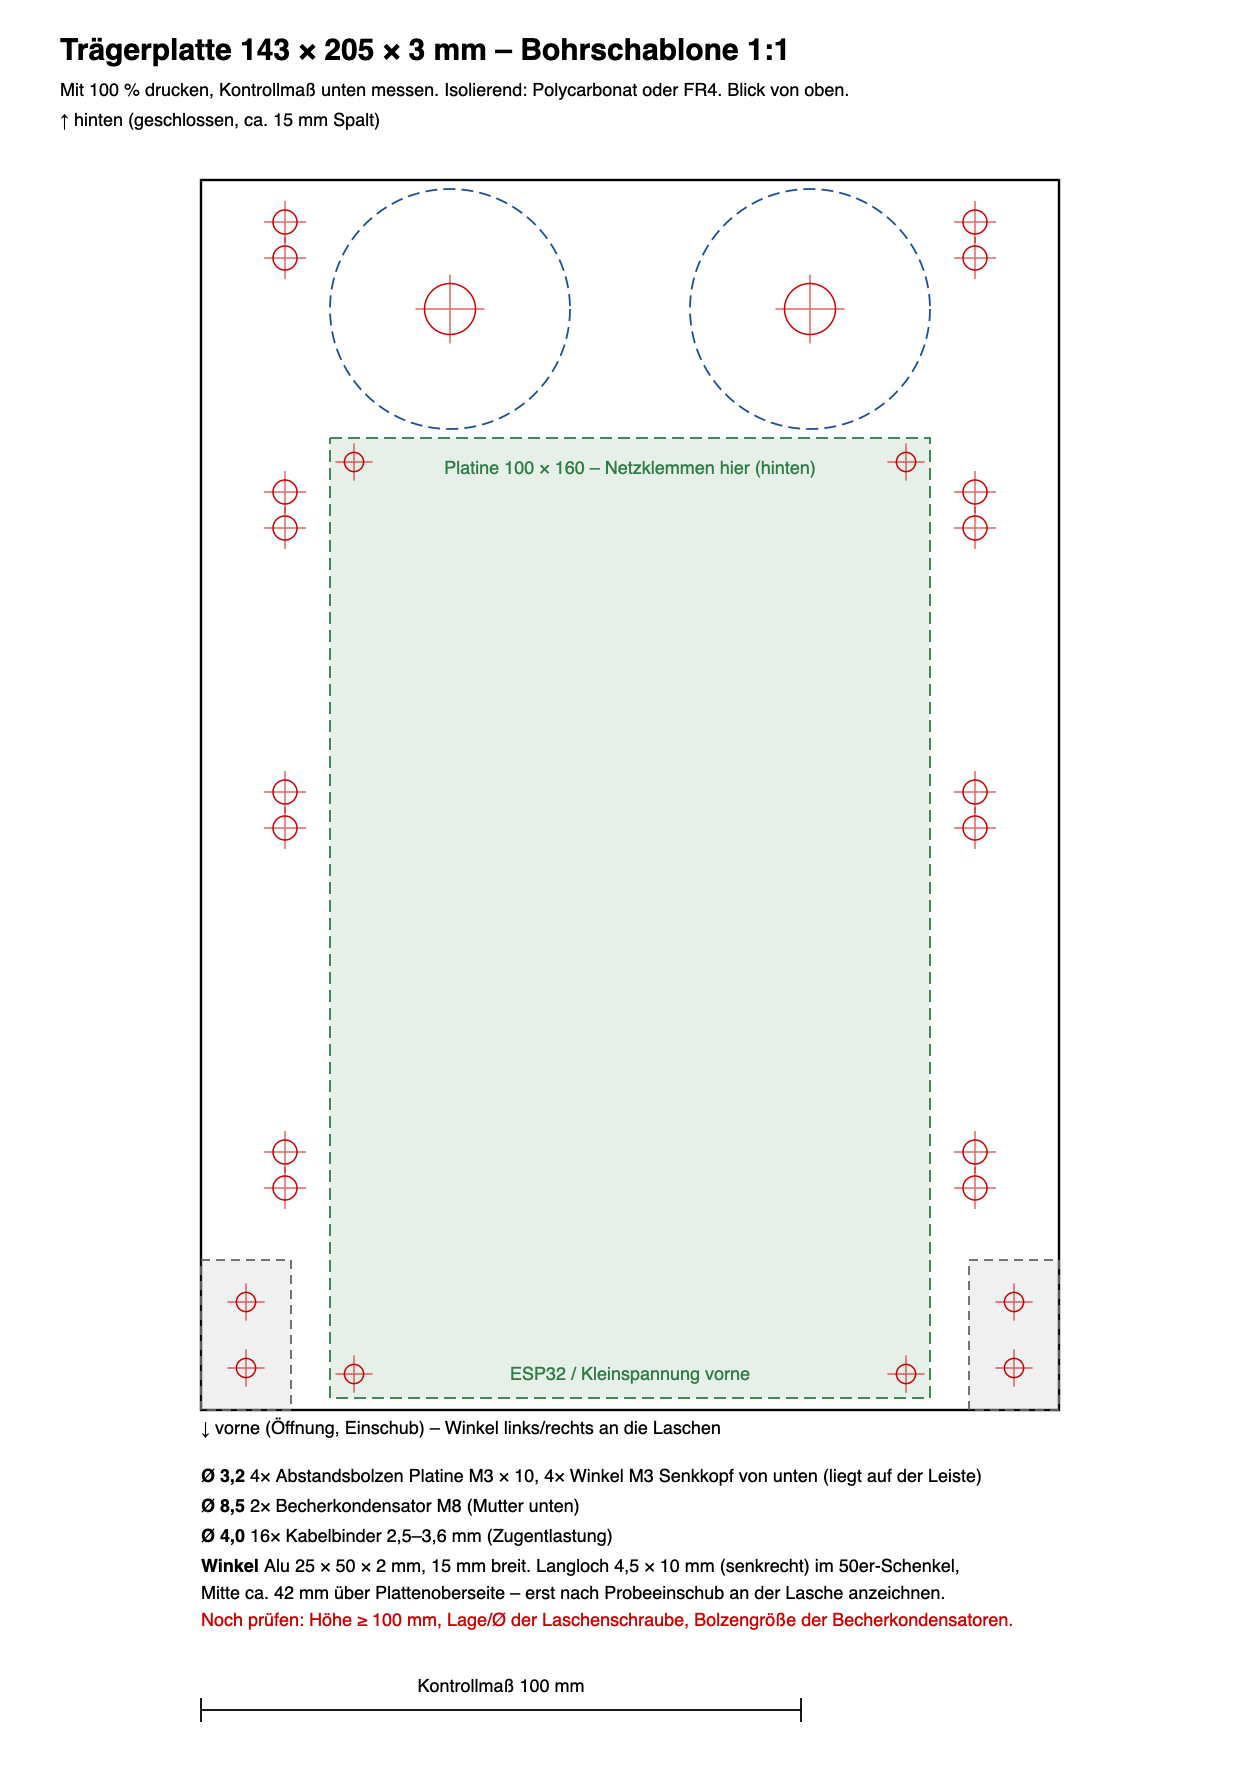 Trägerplatte 143 × 205 × 3 mm – Bohrschablone 1:1
Mit 100 % drucken, Kontrollmaß unten messen. Isolierend: Polycarbonat oder FR4. Blick von oben.
↑ hinten (geschlossen, ca. 15 mm Spalt)
Platine 100 × 160 – Netzklemmen hier (hinten)
ESP32 / Kleinspannung vorne
↓ vorne (Öffnung, Einschub) – Winkel links/rechts an die Laschen
Ø 3,2 4× Abstandsbolzen Platine M3 × 10, 4× Winkel M3 Senkkopf von unten (liegt auf der Leiste)
Ø 8,5 2× Becherkondensator M8 (Mutter unten)
Ø 4,0 16× Kabelbinder 2,5–3,6 mm (Zugentlastung)
Winkel Alu 25 × 50 × 2 mm, 15 mm breit. Langloch 4,5 × 10 mm (senkrecht) im 50er-Schenkel,
Mitte ca. 42 mm über Plattenoberseite – erst nach Probeeinschub an der Lasche anzeichnen.
Noch prüfen: Höhe ≥ 100 mm, Lage/Ø der Laschenschraube, Bolzengröße der Becherkondensatoren.
Kontrollmaß 100 mm